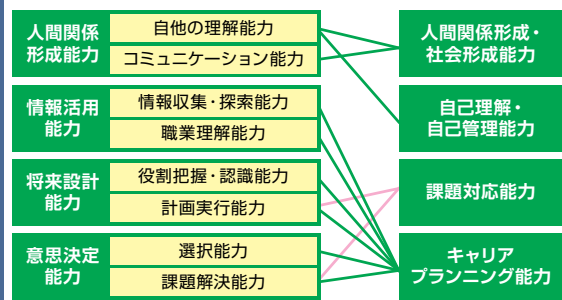 人間関係
形成能力
自他の理解能力
コミュニケーション能力
情報活用
能力
情報収集・探索能力
職業理解能力
将来設計
能力
役割把握・認識能力
計画実行能力
意思決定
能力
選択能力
課題解決能力
人間関係形成・
社会形成能力
自己理解・
自己管理能力
課題対応能力
キャリア
プランニング能力